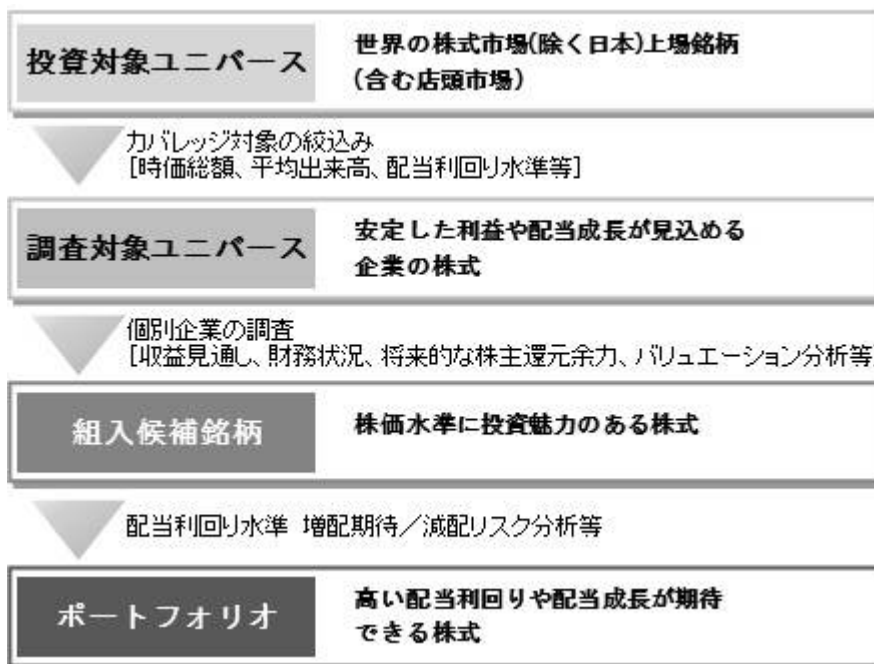 投資対象ユニバース
世界の株式市場(除く日本)上場銘柄
(含む店頭市場)
カバレッジ対象の絞込み
[時価総額、平均出来高、配当利回り水準等]
調査対象ユニバース
安定した利益や配当成長が見込める
企業の株式
個別企業の調査
[収益見通し、財務状況、将来的な株主還元余力、バリュエーション分析等]
組入候補銘柄
株価水準に投資魅力のある株式
配当利回り水準 増配期待/減配リスク分析等
ポートフォリオ
高い配当利回りや配当成長が期待
できる株式